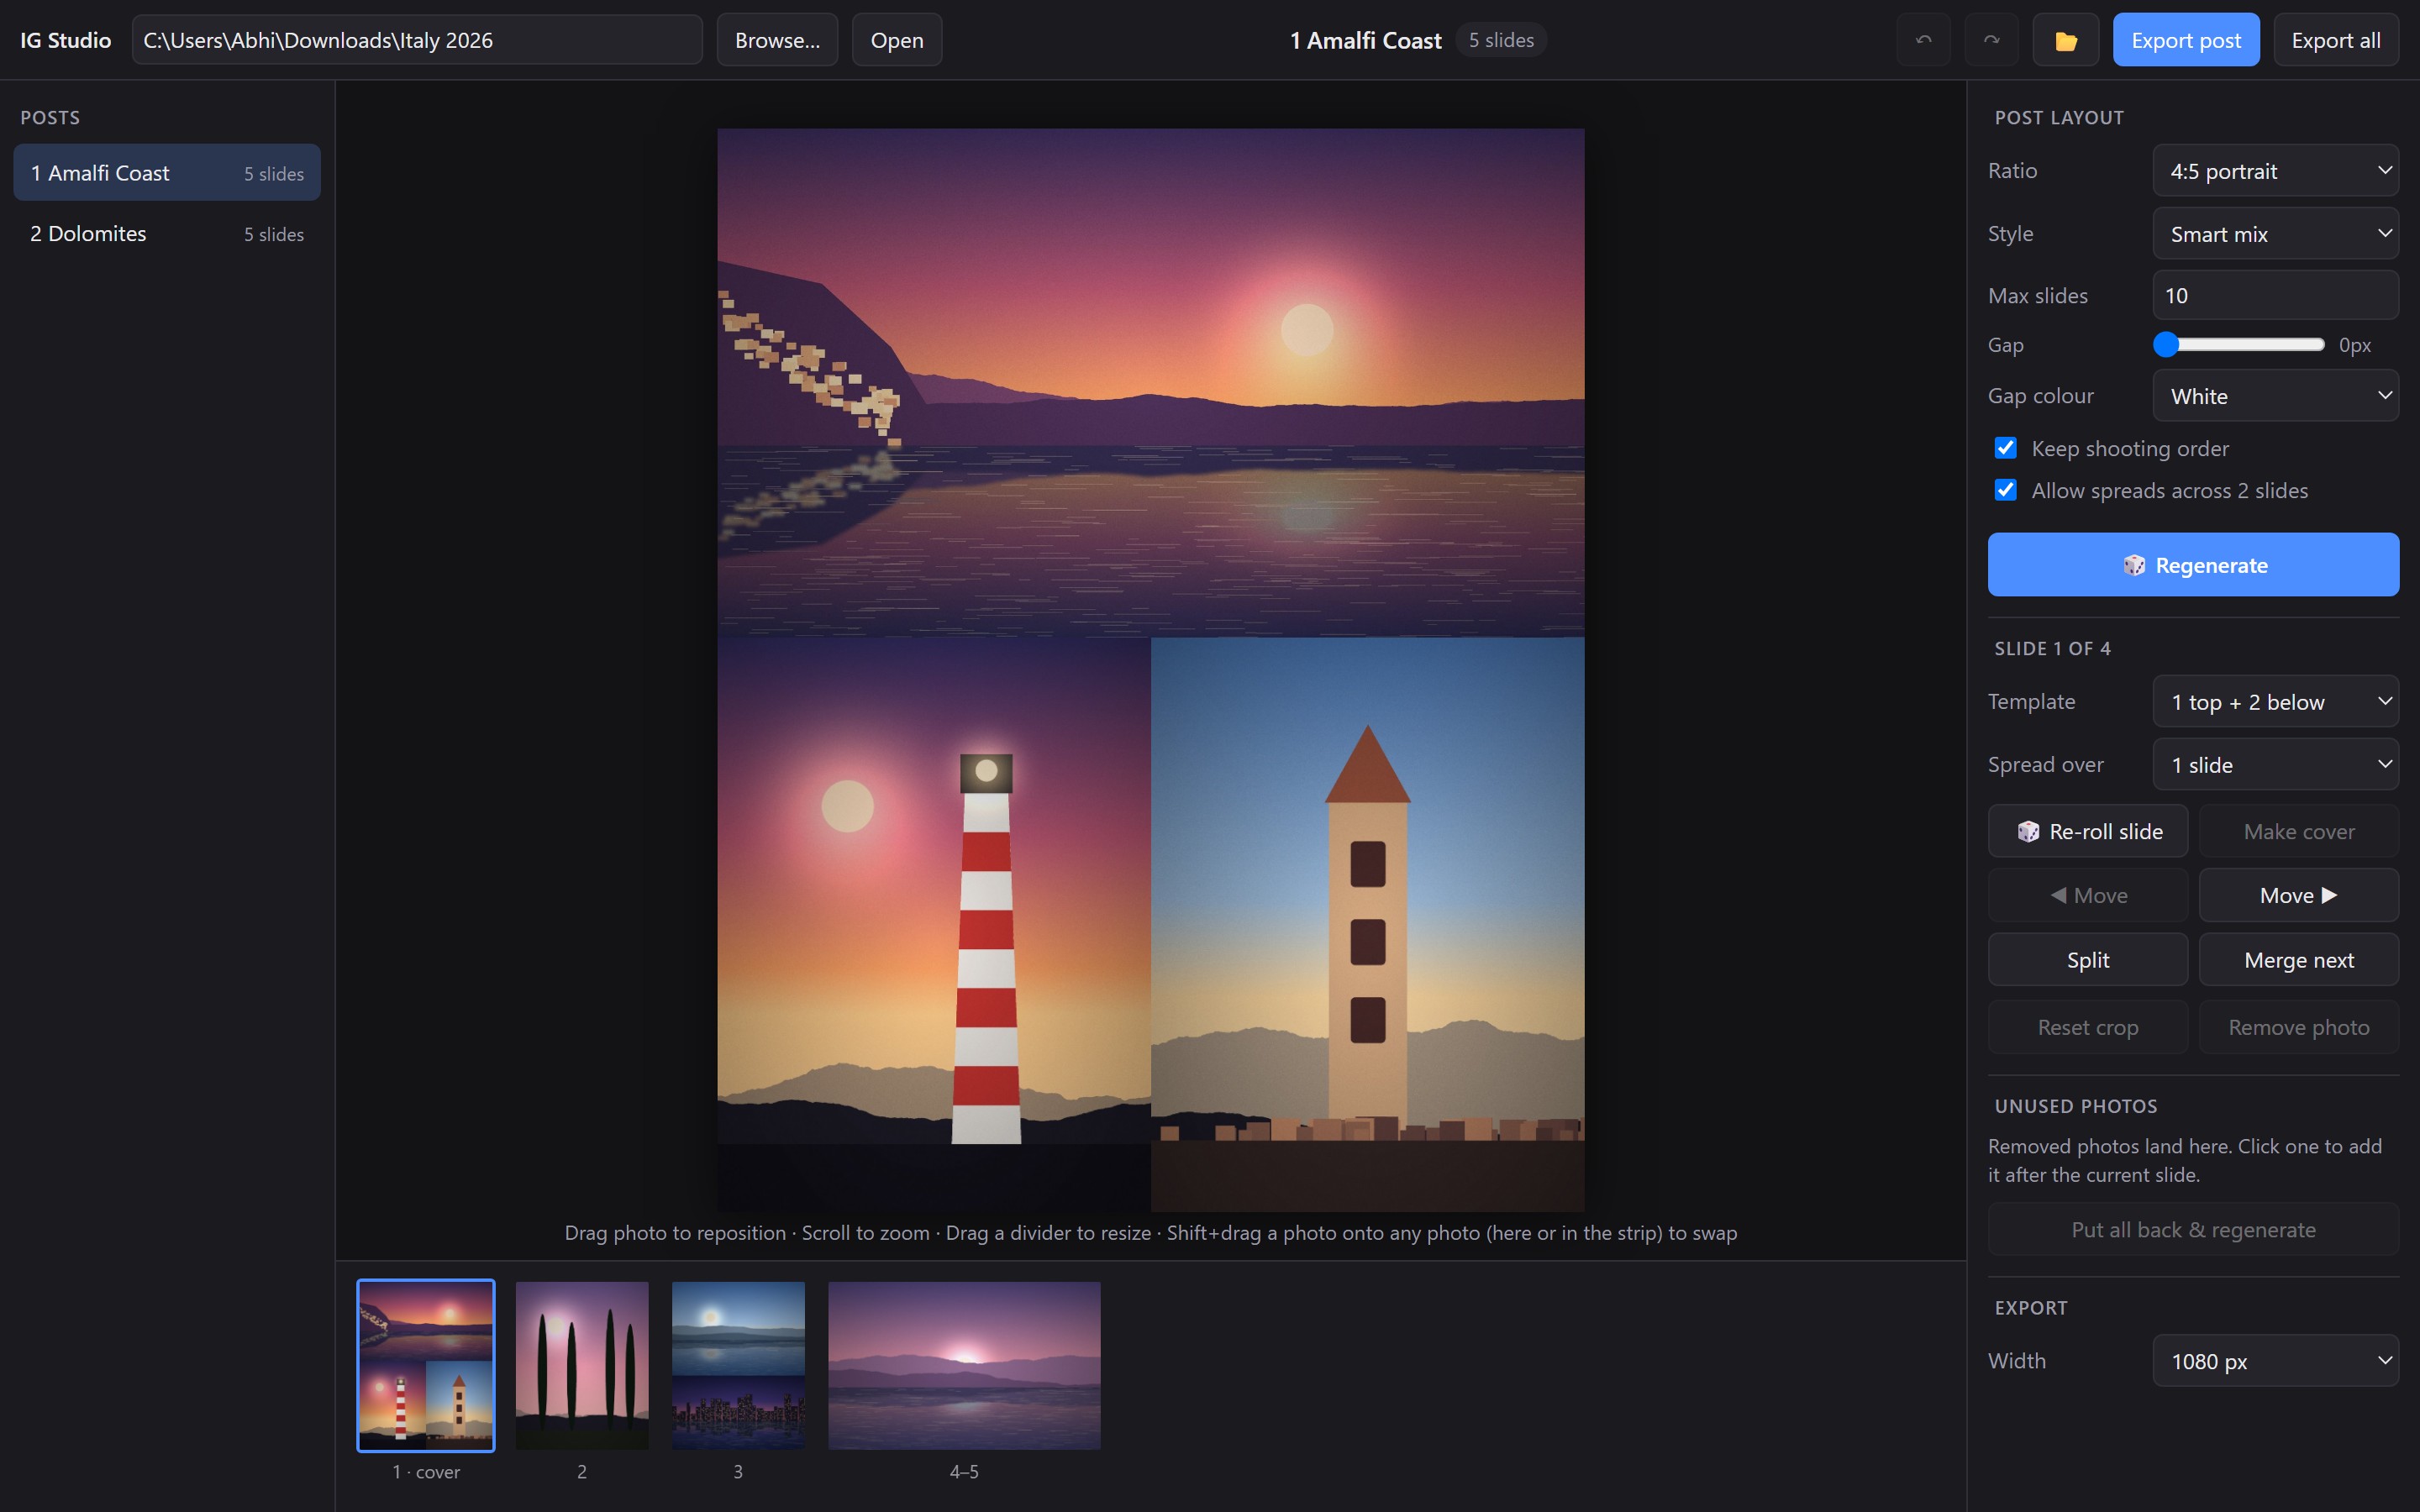 IG Studio
C:\Users\Abhi\Downloads\Italy 2026
Browse...
Open
1 Amalfi Coast
5 slides
Export post
Export all
POSTS
1 Amalfi Coast 5 slides
2 Dolomites 5 slides
Drag photo to reposition · Scroll to zoom · Drag a divider to resize · Shift+drag a photo onto any photo (here or in the strip) to swap
1 · cover
2
3
4–5
POST LAYOUT
Ratio 4:5 portrait
Style Smart mix
Max slides 10
Gap 0px
Gap colour White
Keep shooting order
Allow spreads across 2 slides
Regenerate
SLIDE 1 OF 4
Template 1 top + 2 below
Spread over 1 slide
Re-roll slide Make cover
◀ Move Move ▶
Split Merge next
Reset crop Remove photo
UNUSED PHOTOS
Removed photos land here. Click one to add
it after the current slide.
Put all back & regenerate
EXPORT
Width 1080 px